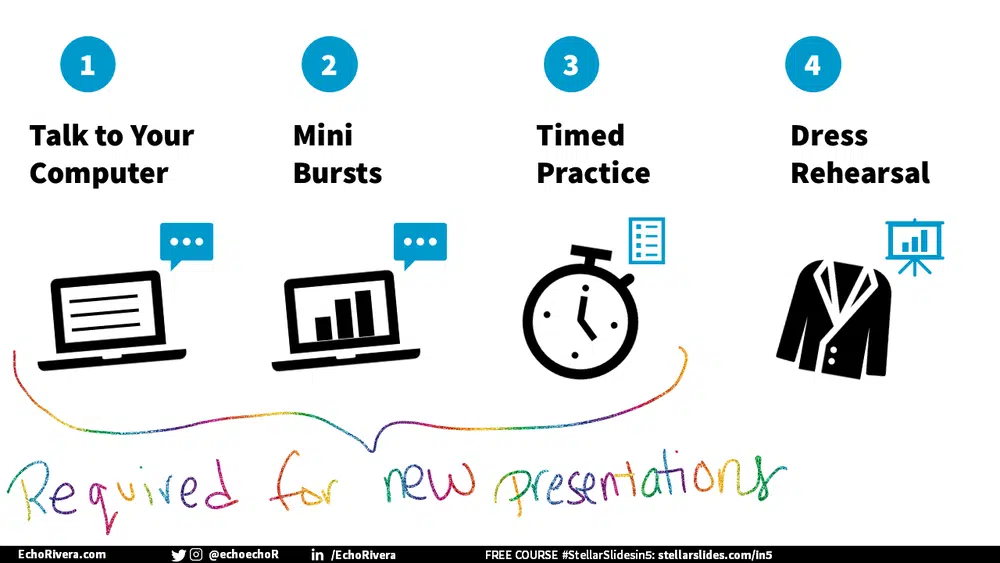 1
Talk to Your
Computer
2
Mini
Bursts
3
Timed
Practice
4
Dress
Rehearsal
Required for new presentations
EchoRivera.com
@echoechoR
in /EchoRivera
FREE COURSE #StellarSlidesin5: stellarslides.com/in5